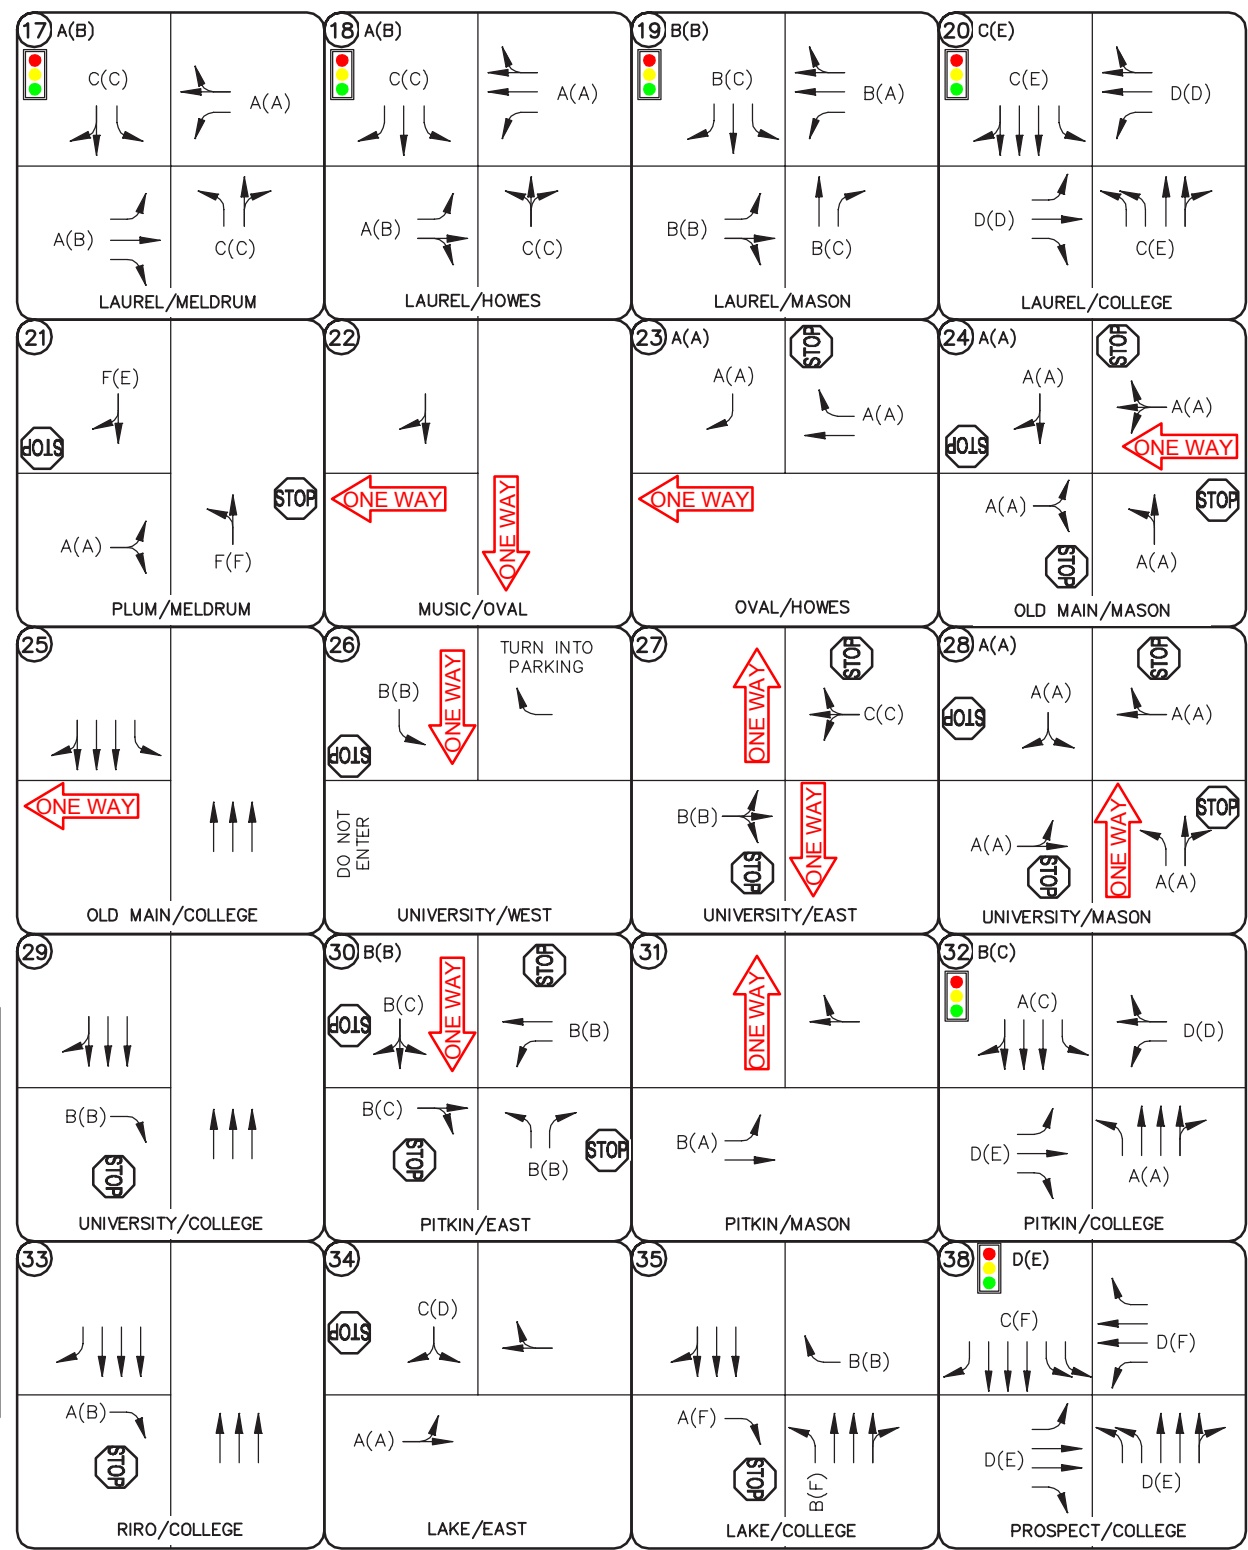 17 A(B)
C(C)
A(A)
A(B)
C(C)
LAUREL/MELDRUM
18 A(B)
C(C)
A(A)
A(B)
C(C)
LAUREL/HOWES
19 B(B)
B(C)
B(A)
B(B)
B(C)
LAUREL/MASON
20 C(E)
C(E)
D(D)
D(D)
C(E)
LAUREL/COLLEGE
21
F(E)
STOP
STOP
A(A)
F(F)
PLUM/MELDRUM
22
ONE WAY
ONE WAY
MUSIC/OVAL
23 A(A)
STOP
A(A)
A(A)
ONE WAY
OVAL/HOWES
24 A(A)
STOP
A(A)
A(A)
STOP
ONE WAY
A(A)
STOP
STOP
A(A)
OLD MAIN/MASON
25
ONE WAY
OLD MAIN/COLLEGE
26
TURN INTO
PARKING
B(B)
ONE WAY
STOP
DO NOT
ENTER
UNIVERSITY/WEST
27
STOP
ONE WAY
C(C)
B(B)
ONE WAY
STOP
UNIVERSITY/EAST
28 A(A)
STOP
A(A)
STOP
A(A)
STOP
A(A)
ONE WAY
STOP
A(A)
UNIVERSITY/MASON
29
B(B)
STOP
UNIVERSITY/COLLEGE
30 B(B)
STOP
B(C)
ONE WAY
STOP
B(B)
B(C)
STOP
STOP
B(B)
PITKIN/EAST
31
ONE WAY
B(A)
PITKIN/MASON
32 B(C)
A(C)
D(D)
D(E)
A(A)
PITKIN/COLLEGE
33
A(B)
STOP
RIRO/COLLEGE
34
C(D)
STOP
A(A)
LAKE/EAST
35
B(B)
A(F)
STOP
B(F)
LAKE/COLLEGE
38 D(E)
C(F)
D(F)
D(E)
D(E)
PROSPECT/COLLEGE